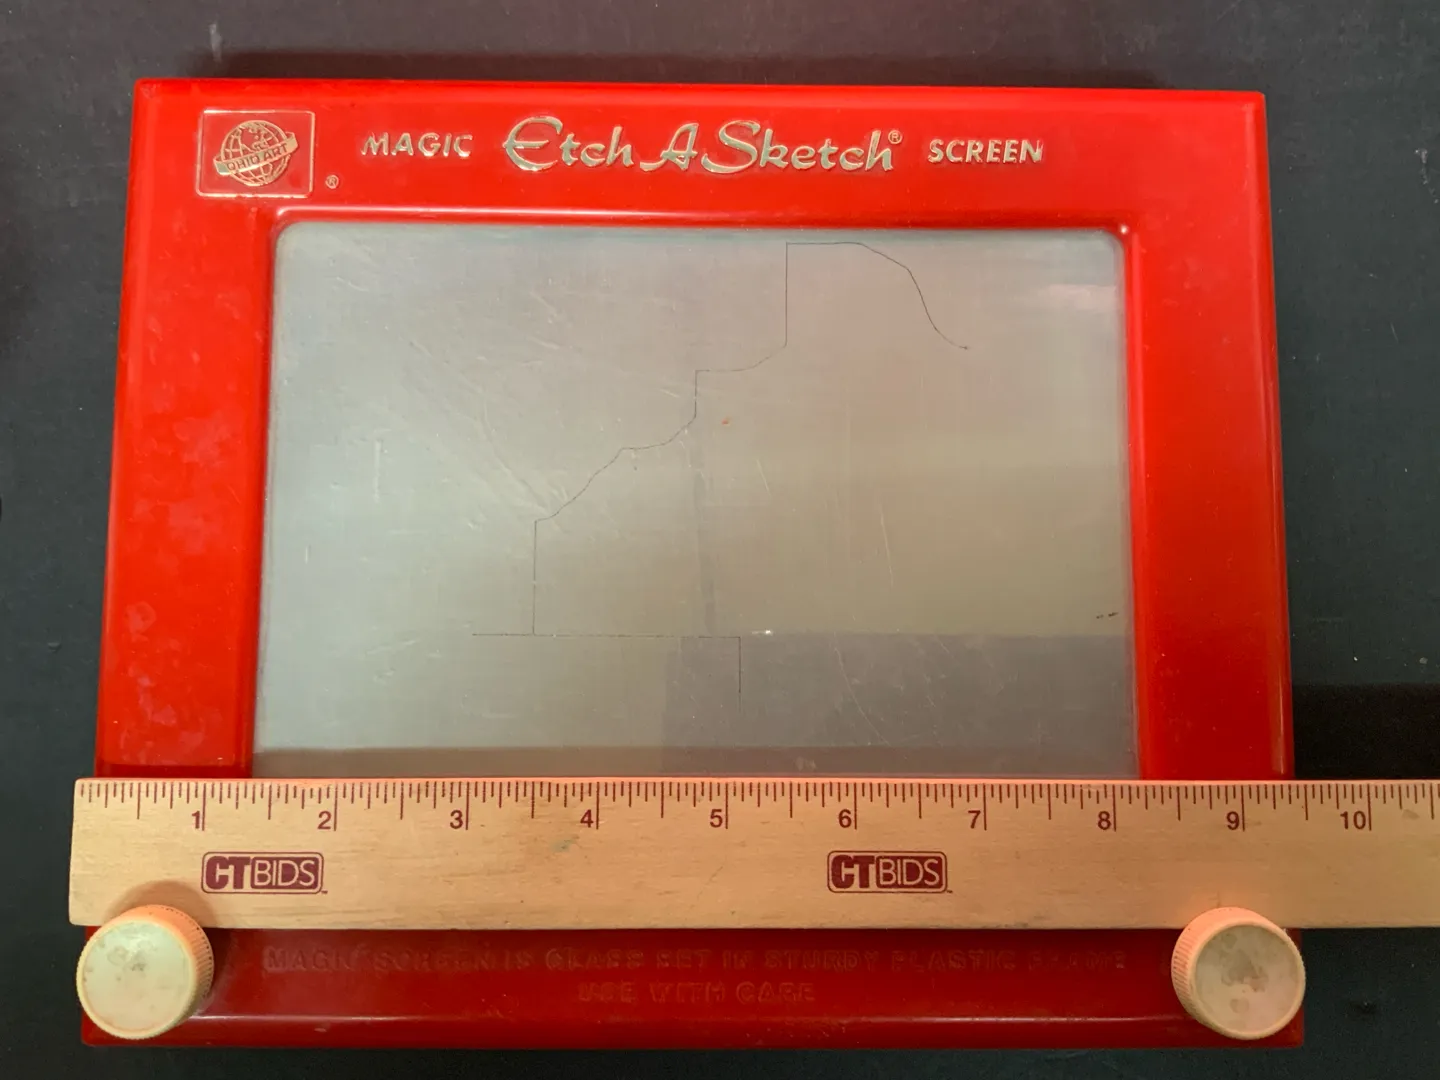 OHIO ART
®
MAGIC Etch A Sketch® SCREEN
1 2 3 4 5 6 7 8 9 10
CTBIDS CTBIDS
MAGIC SCREEN IS GLASS SET IN STURDY PLASTIC FRAME
USE WITH CARE